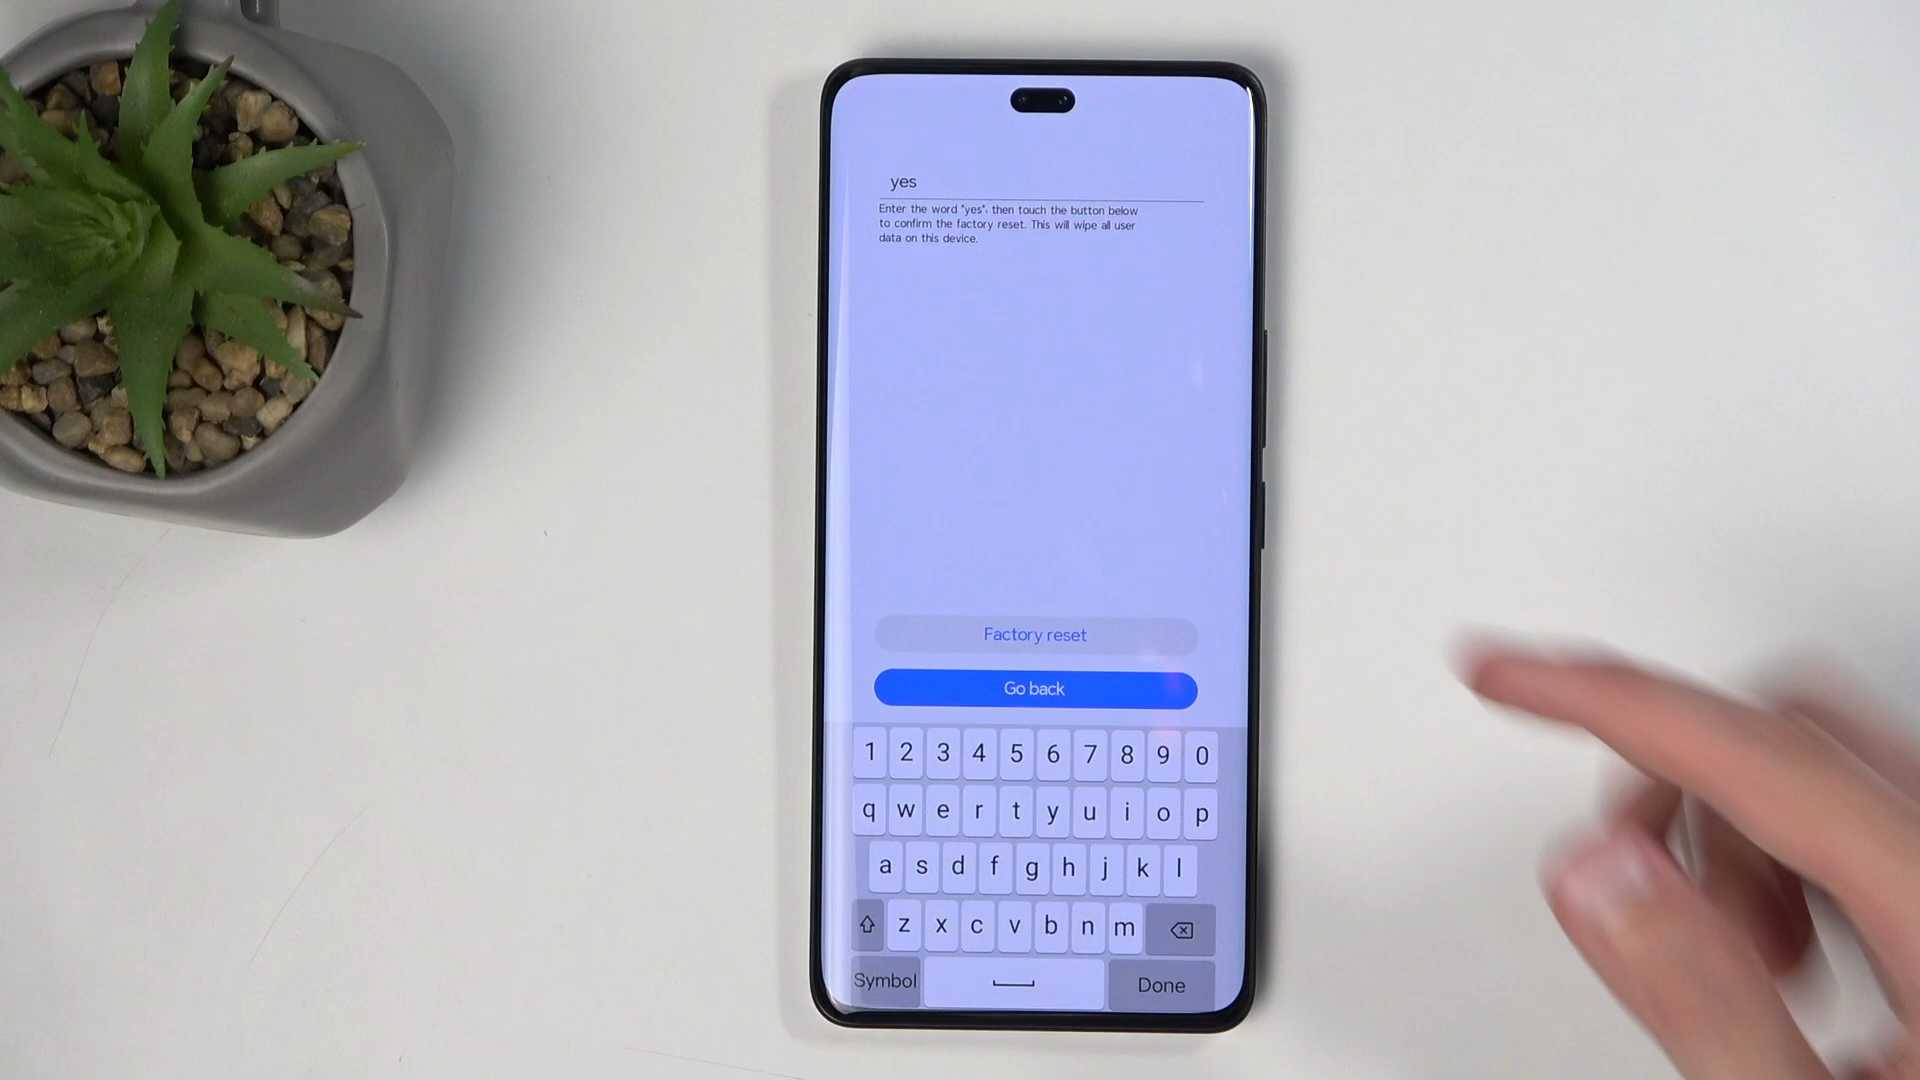 yes
Enter the word "yes", then touch the button below
to confirm the factory reset. This will wipe all user
data on this device.
Factory reset
Go back
1 2 3 4 5 6 7 8 9 0
q w e r t y u i o p
a s d f g h j k l
z x c v b n m
Symbol Done